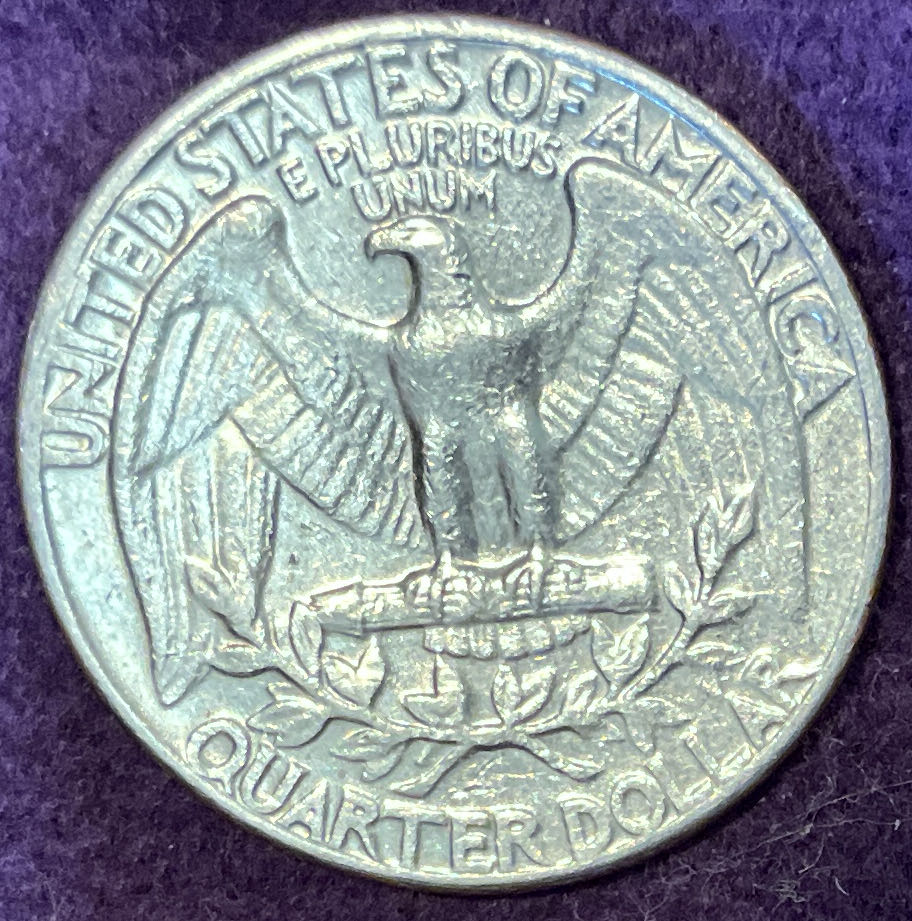 UNITED STATES OF AMERICA
E PLURIBUS
UNUM
QUARTER DOLLAR